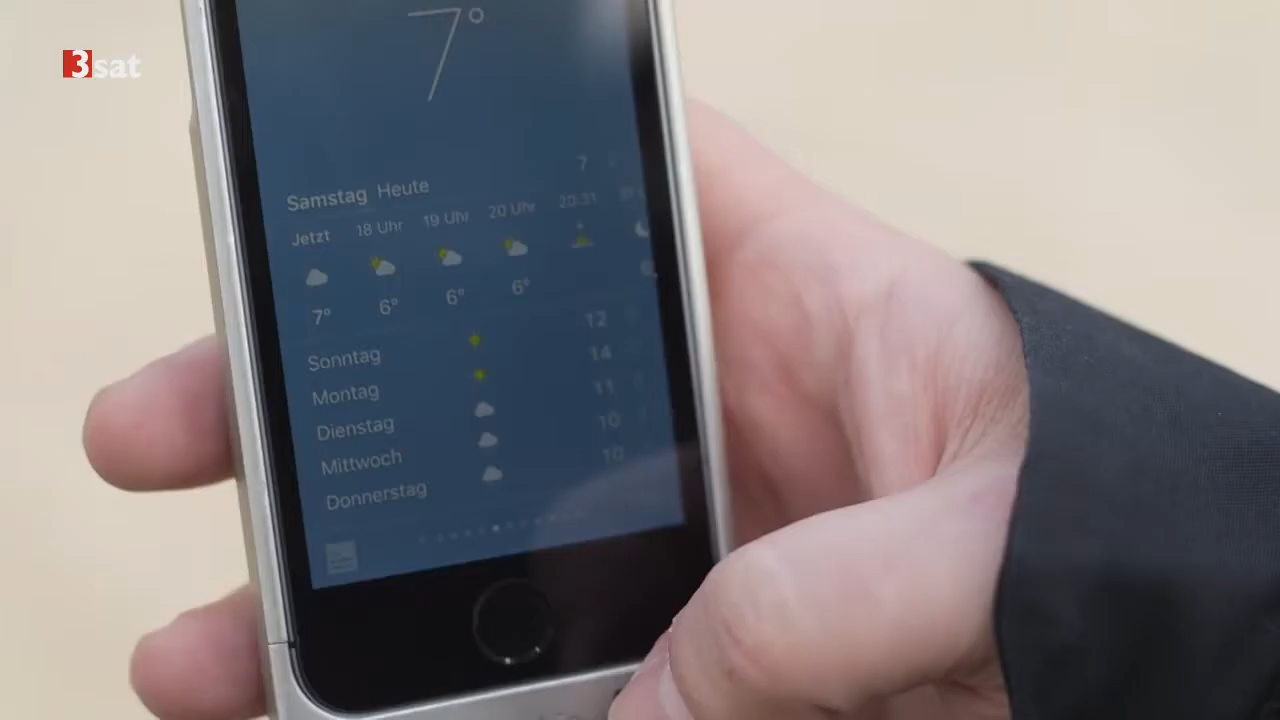 3sat
7°
7
Samstag Heute
Jetzt 18 Uhr 19 Uhr 20 Uhr 20:31
7° 6° 6° 6°
Sonntag 12
Montag 14
Dienstag 11
Mittwoch 10
Donnerstag 10